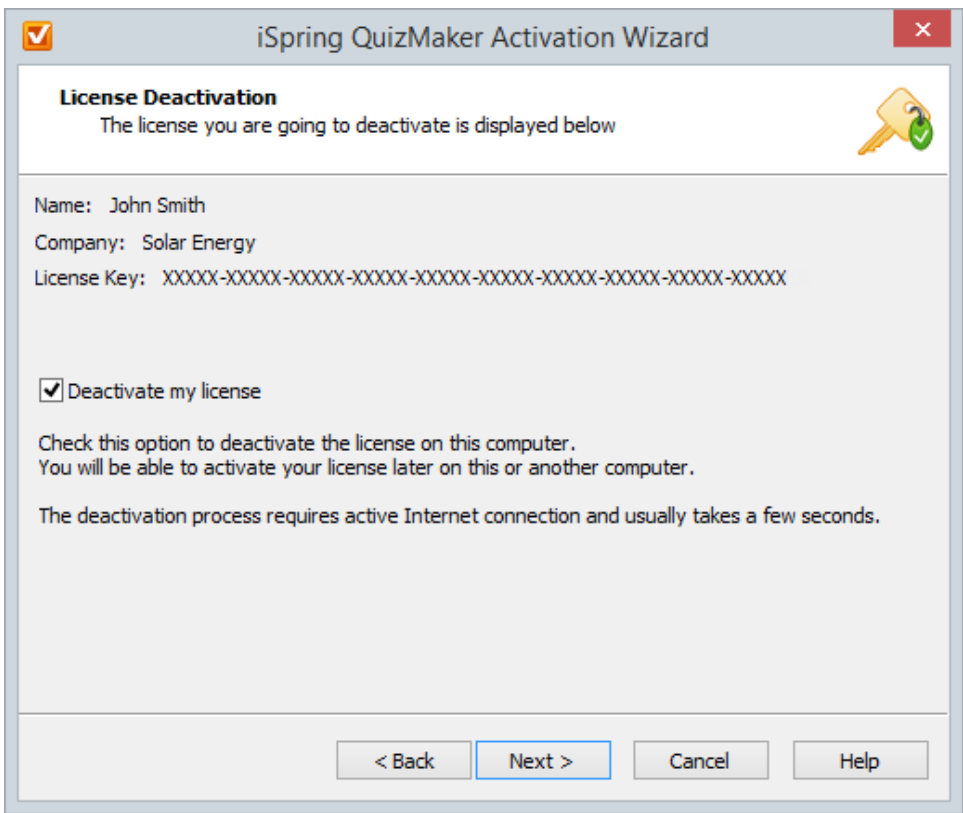 iSpring QuizMaker Activation Wizard
License Deactivation
The license you are going to deactivate is displayed below
Name: John Smith
Company: Solar Energy
License Key: XXXXX-XXXXX-XXXXX-XXXXX-XXXXX-XXXXX-XXXXX-XXXXX-XXXXX-XXXXX
Deactivate my license
Check this option to deactivate the license on this computer.
You will be able to activate your license later on this or another computer.
The deactivation process requires active Internet connection and usually takes a few seconds.
< Back Next > Cancel Help